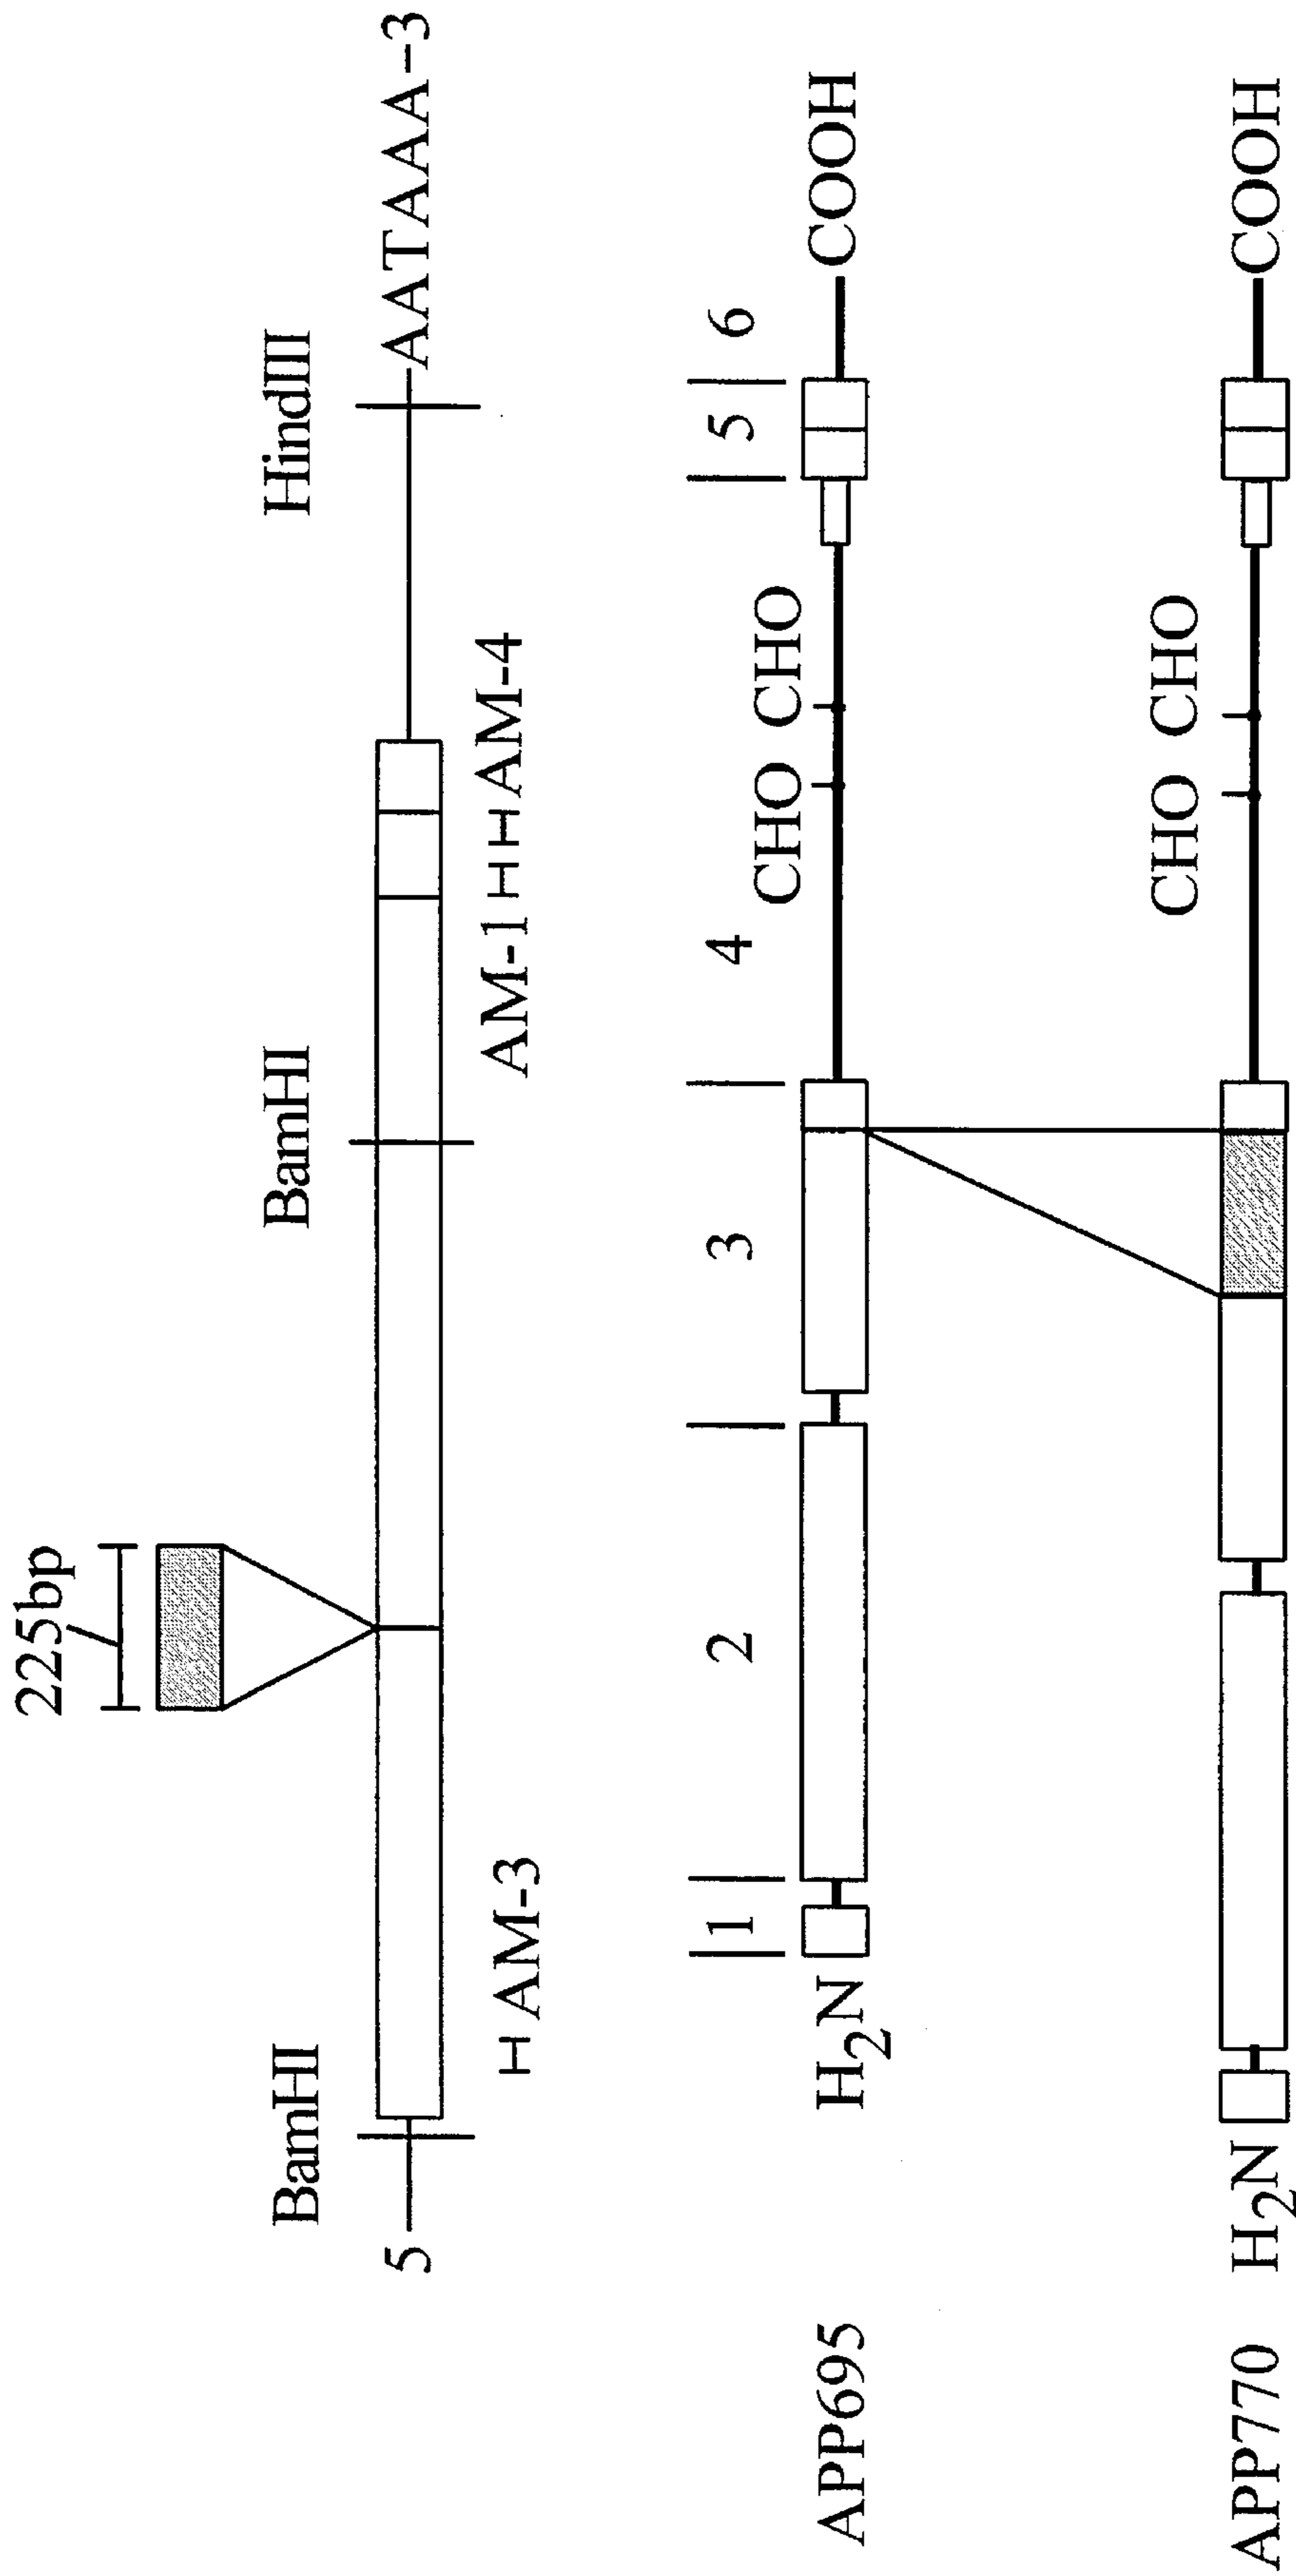 225bp
BamHI BamHI HindIII
5 AATAAA-3
AM-3 AM-1 AM-4
1 2 3 4 5 6
CHO CHO
APP695 H2N COOH
CHO CHO
APP770 H2N COOH